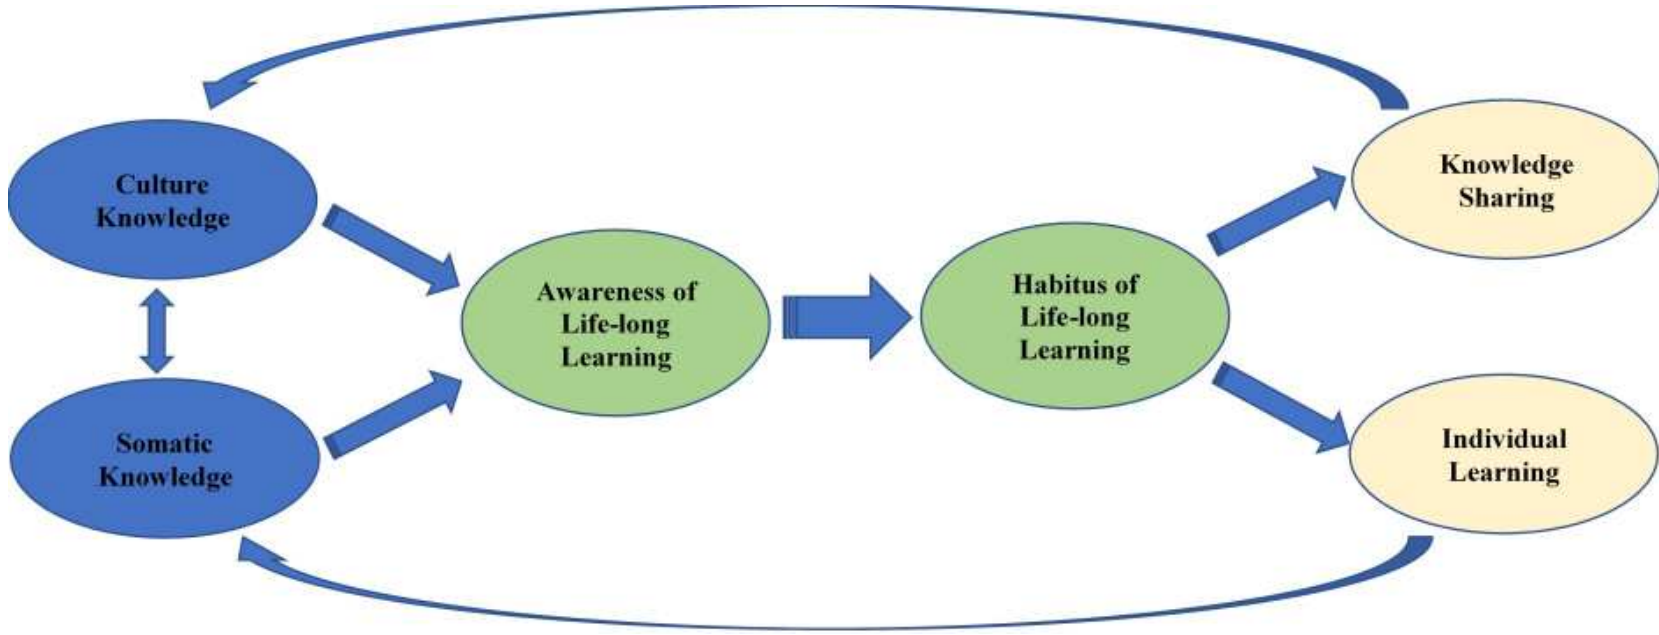 Culture
Knowledge
Somatic
Knowledge
Awareness of
Life-long
Learning
Habitus of
Life-long
Learning
Knowledge
Sharing
Individual
Learning